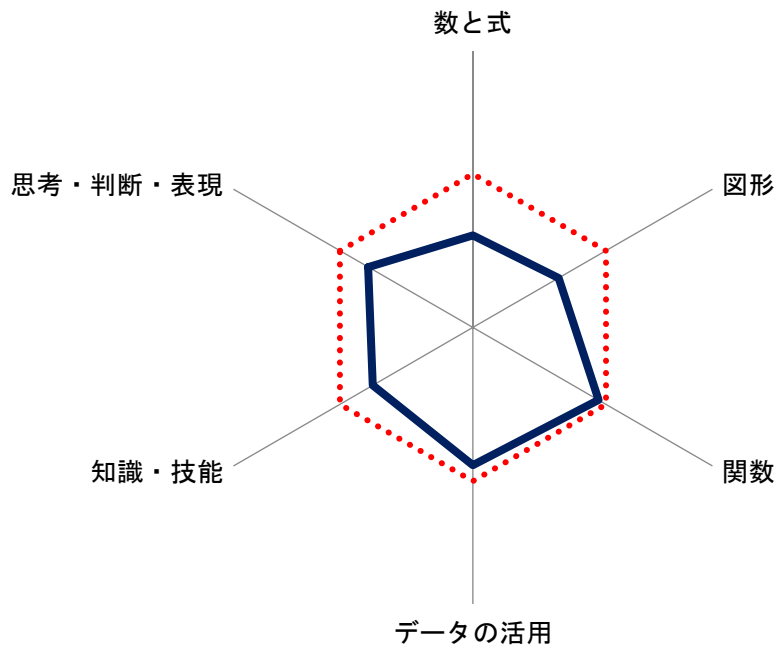 数と式
図形
関数
データの活用
知識・技能
思考・判断・表現